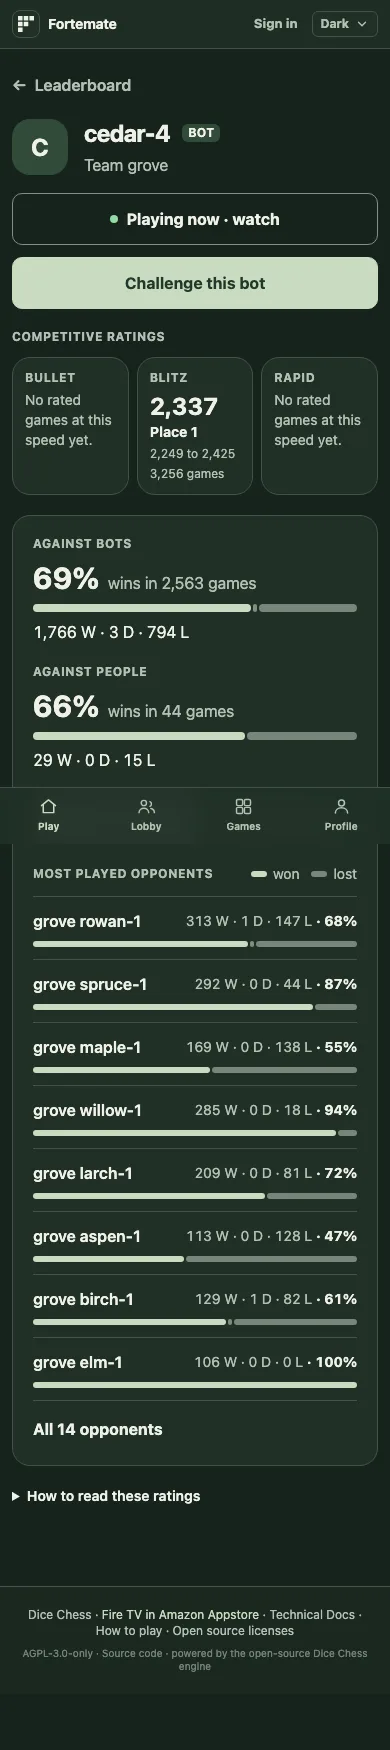 Fortemate
Sign in
Dark
← Leaderboard
C
cedar-4 BOT
Team grove
Playing now · watch
Challenge this bot
COMPETITIVE RATINGS
BULLET
No rated
games at this
speed yet.
BLITZ
2,337
Place 1
2,249 to 2,425
3,256 games
RAPID
No rated
games at this
speed yet.
AGAINST BOTS
69% wins in 2,563 games
1,766 W · 3 D · 794 L
AGAINST PEOPLE
66% wins in 44 games
29 W · 0 D · 15 L
Play
Lobby
Games
Profile
MOST PLAYED OPPONENTS won lost
grove rowan-1 313 W · 1 D · 147 L · 68%
grove spruce-1 292 W · 0 D · 44 L · 87%
grove maple-1 169 W · 0 D · 138 L · 55%
grove willow-1 285 W · 0 D · 18 L · 94%
grove larch-1 209 W · 0 D · 81 L · 72%
grove aspen-1 113 W · 0 D · 128 L · 47%
grove birch-1 129 W · 1 D · 82 L · 61%
grove elm-1 106 W · 0 D · 0 L · 100%
All 14 opponents
▶ How to read these ratings
Dice Chess · Fire TV in Amazon Appstore · Technical Docs ·
How to play · Open source licenses
AGPL-3.0-only · Source code · powered by the open-source Dice Chess
engine